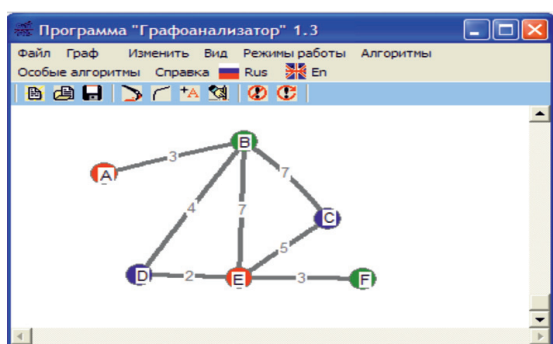 Программа "Графоанализатор" 1.3
Файл Граф Изменить Вид Режимы работы Алгоритмы
Особые алгоритмы Справка Rus En
+A
B
3
A
7
4
7
C
5
D
2
E
3
F